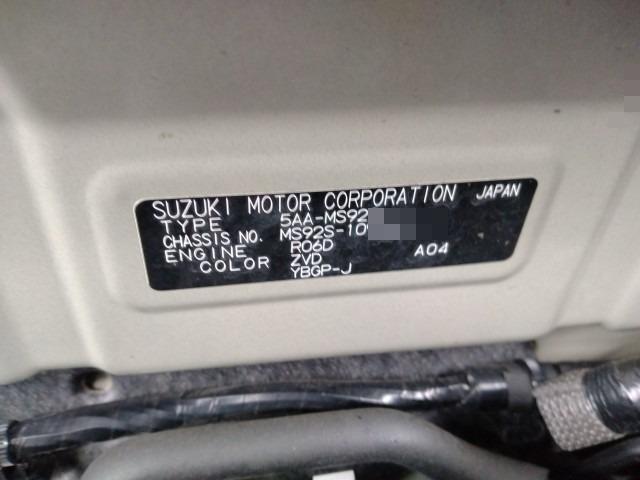 SUZUKI MOTOR CORPORATION JAPAN
TYPE 5AA-MS92
CHASSIS NO. MS92S-10
ENGINE R06D A04
COLOR ZVD
YBGP-J